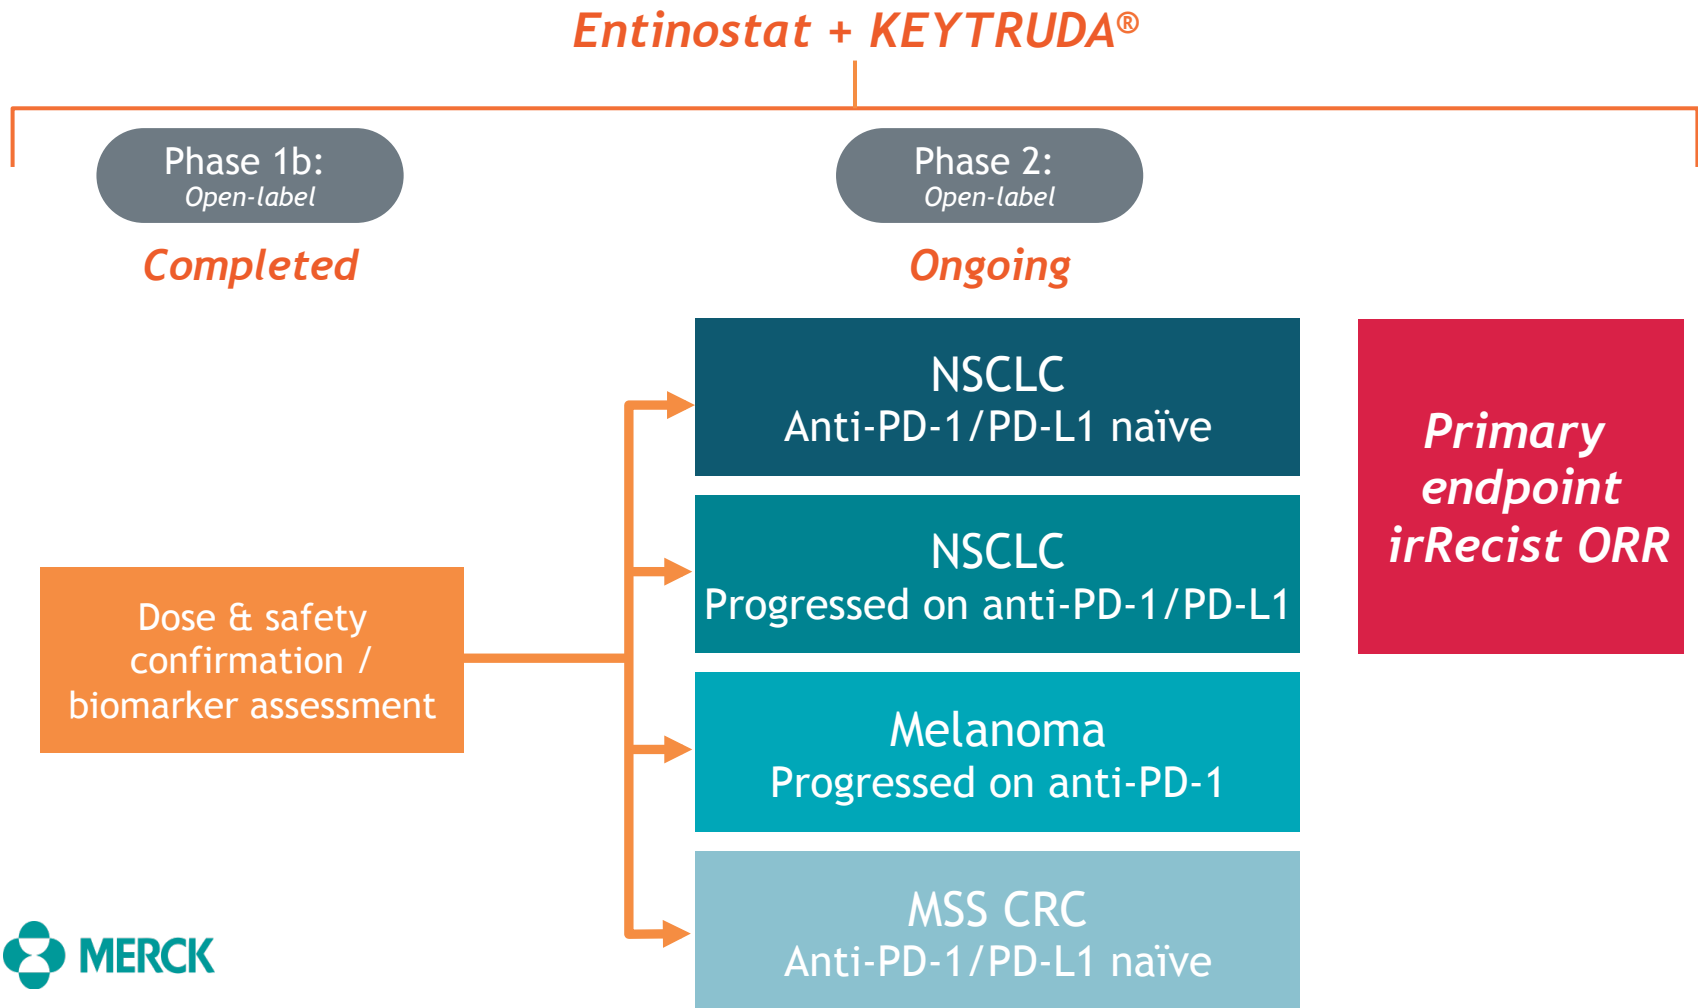 Entinostat + KEYTRUDA®
Phase 1b:
Open-label
Completed
Phase 2:
Open-label
Ongoing
Dose & safety
confirmation /
biomarker assessment
NSCLC
Anti-PD-1/PD-L1 naïve
NSCLC
Progressed on anti-PD-1/PD-L1
Melanoma
Progressed on anti-PD-1
MSS CRC
Anti-PD-1/PD-L1 naïve
Primary
endpoint
irRecist ORR
MERCK